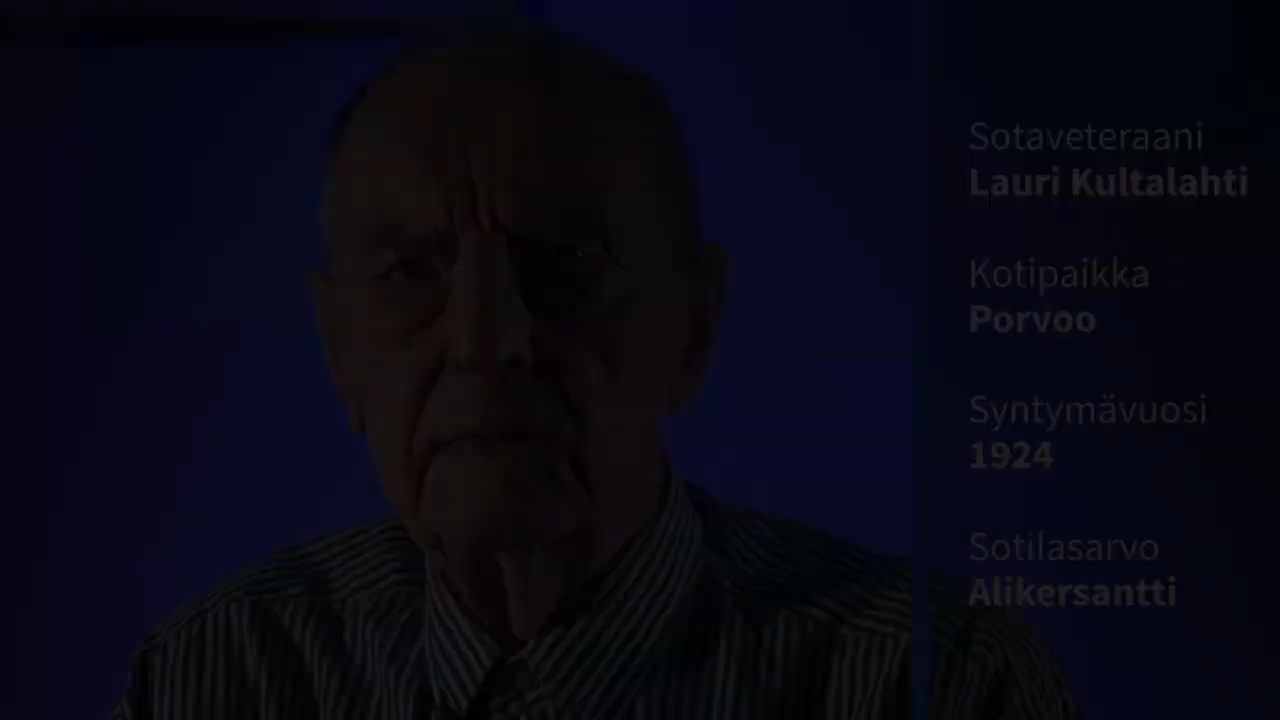 Sotaveteraani
Lauri Kultalahti
Kotipaikka
Porvoo
Syntymävuosi
1924
Sotilasarvo
Alikersantti